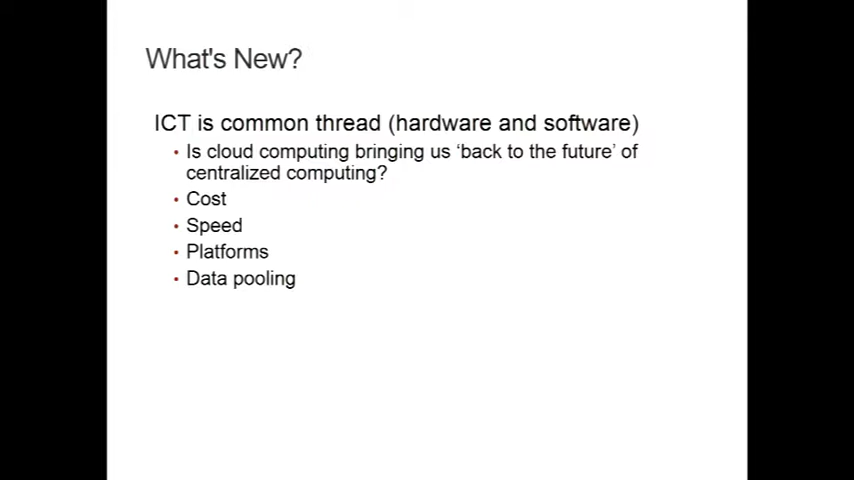 What's New?
ICT is common thread (hardware and software)
• Is cloud computing bringing us ‘back to the future’ of
centralized computing?
• Cost
• Speed
• Platforms
• Data pooling